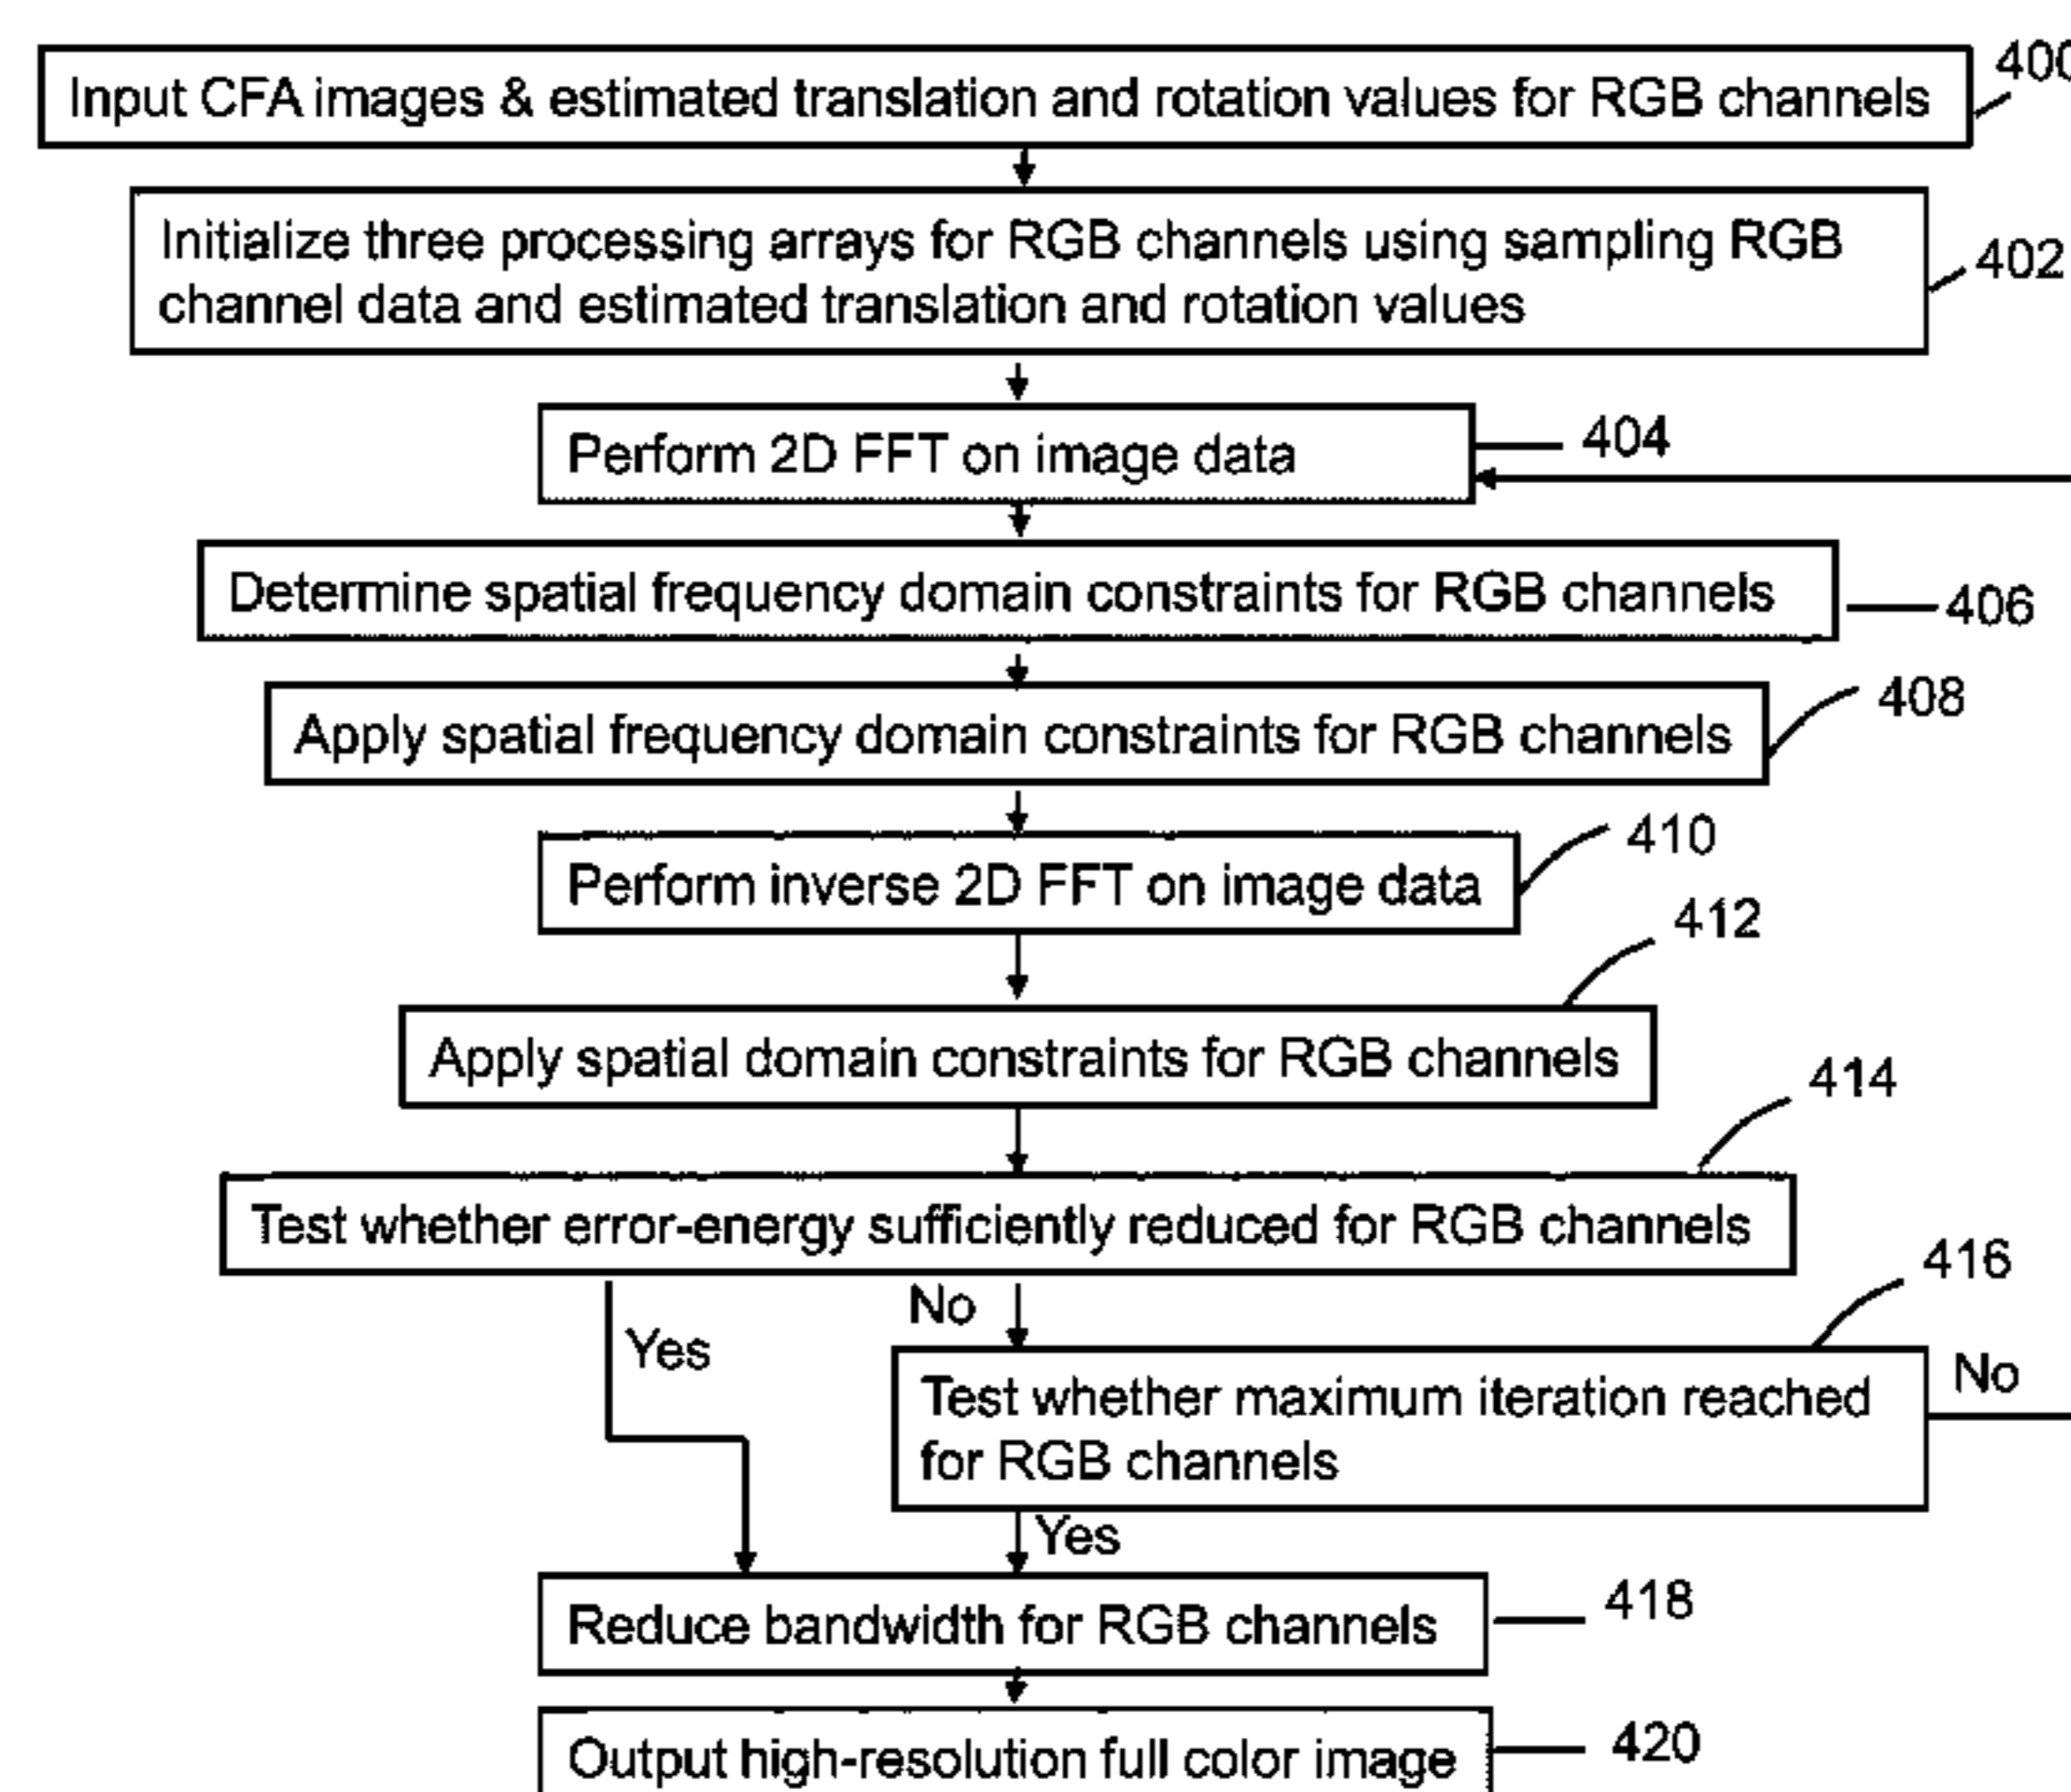 Input CFA images & estimated translation and rotation values for RGB channels
400
Initialize three processing arrays for RGB channels using sampling RGB
channel data and estimated translation and rotation values
402
Perform 2D FFT on image data
404
Determine spatial frequency domain constraints for RGB channels
406
Apply spatial frequency domain constraints for RGB channels
408
Perform inverse 2D FFT on image data
410
412
Apply spatial domain constraints for RGB channels
414
Test whether error-energy sufficiently reduced for RGB channels
416
No
Yes
Test whether maximum iteration reached
for RGB channels
No
Yes
Reduce bandwidth for RGB channels
418
Output high-resolution full color image
420